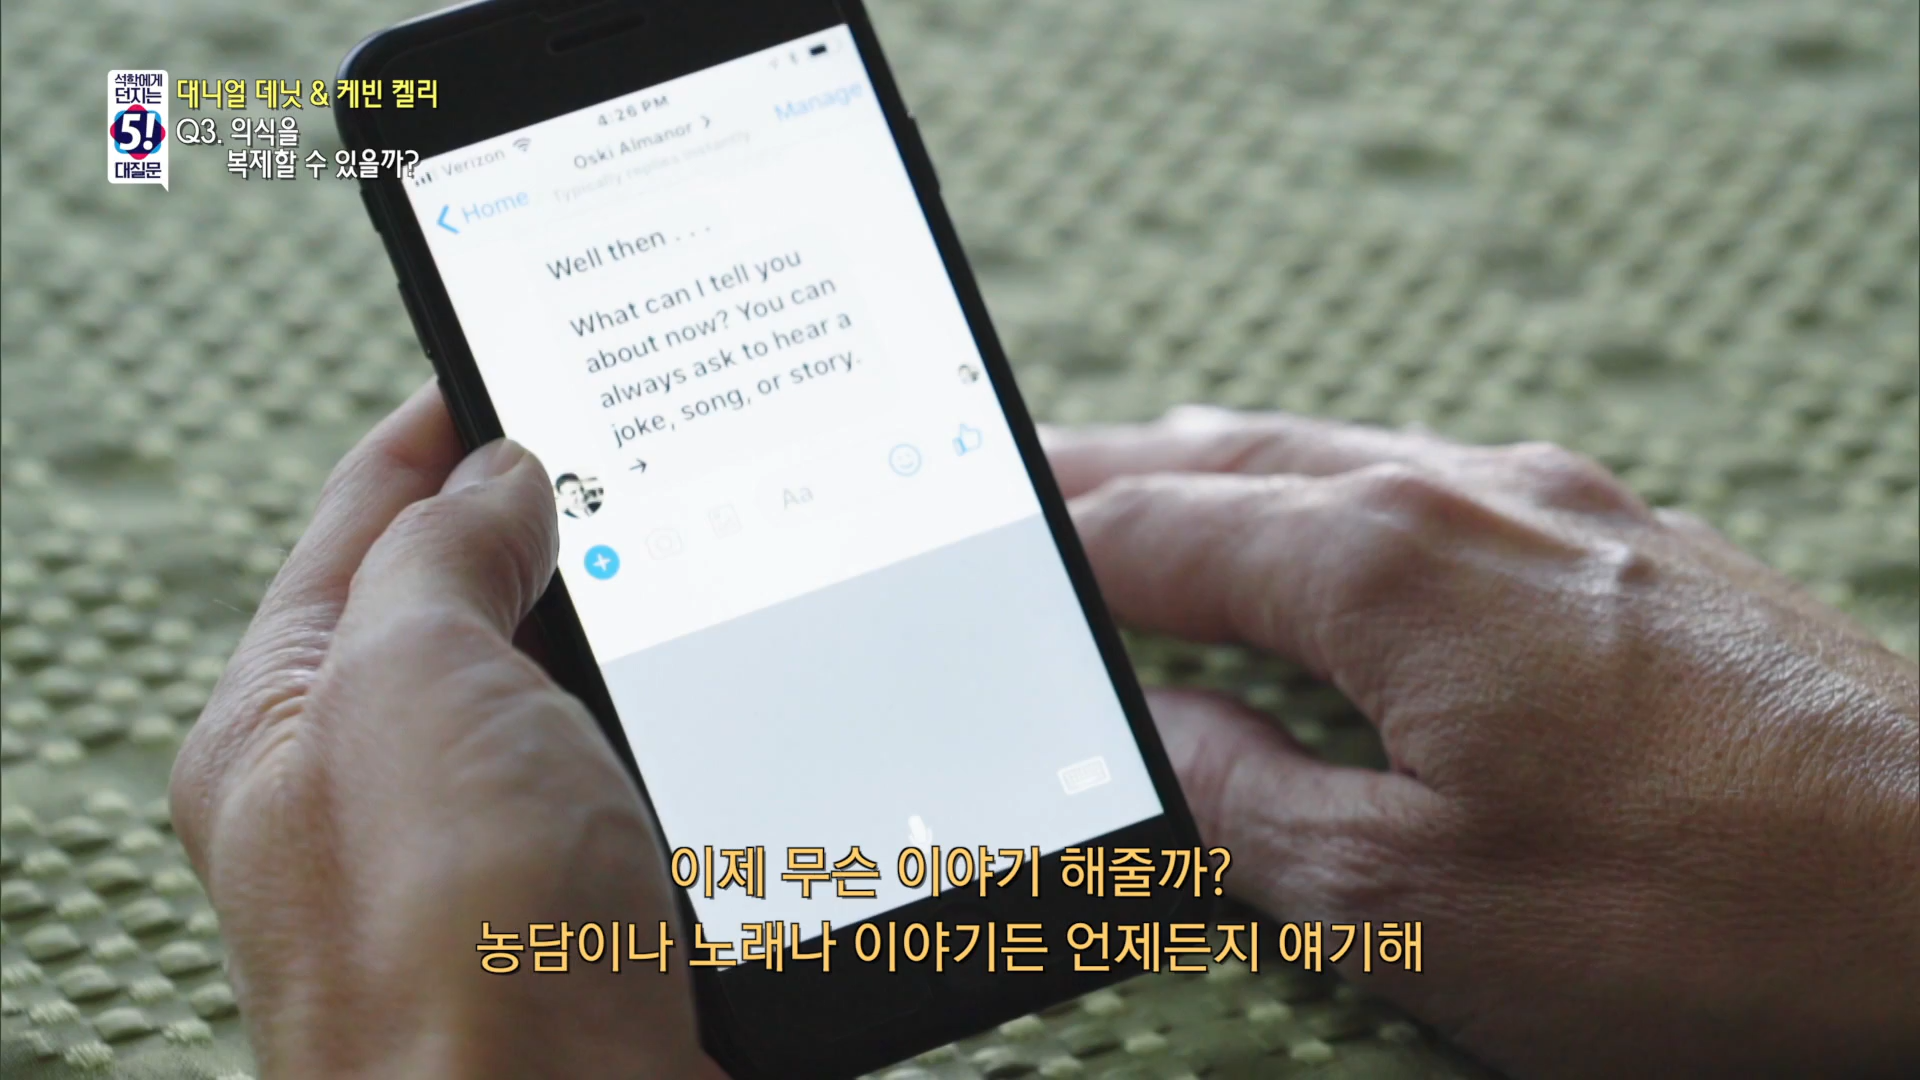 석학에게
던지는
5!
대질문
대니얼 데닛 & 케빈 켈리
Q3. 의식을
복제할 수 있을까?
Verizon
4:26 PM
Home
Oski Almanor >
Typically replies instantly
Manage
Well then . . .
What can I tell you
about now? You can
always ask to hear a
joke, song, or story.
→
Aa
이제 무슨 이야기 해줄까?
농담이나 노래나 이야기든 언제든지 얘기해